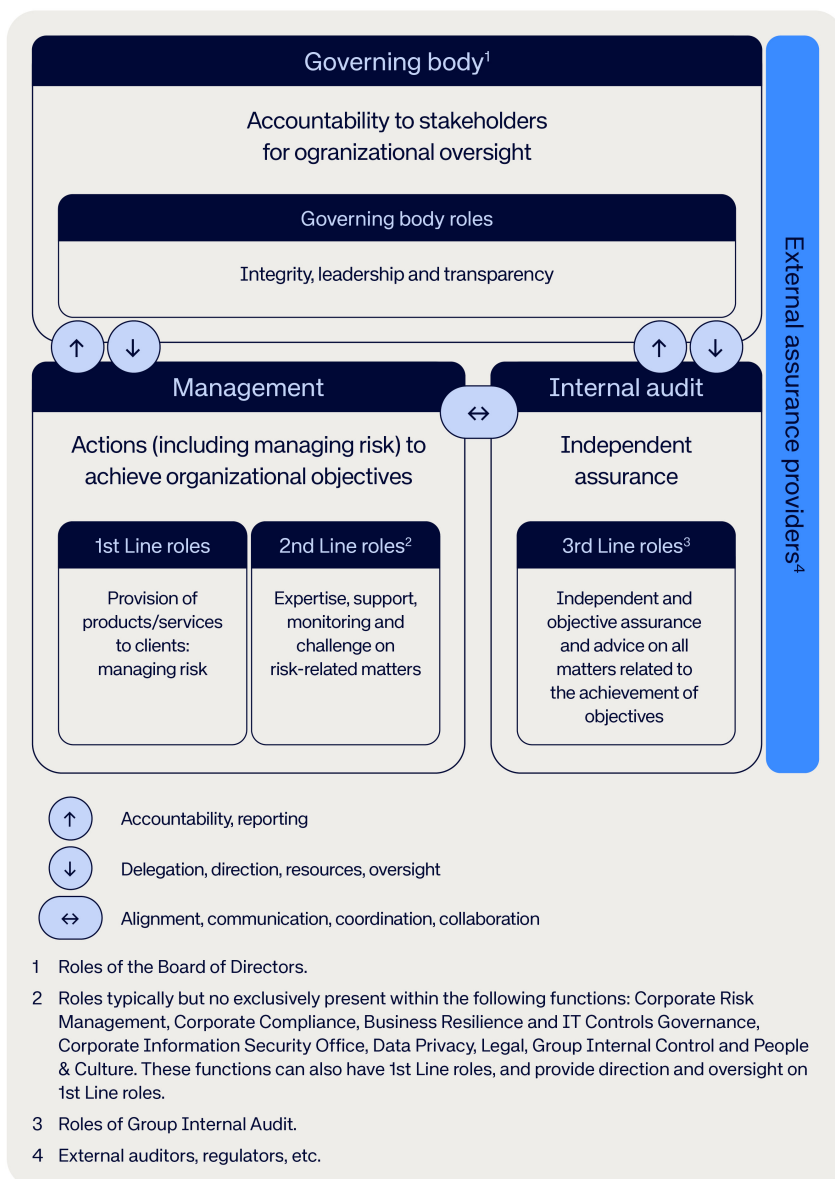 Governing body¹
Accountability to stakeholders
for ogranizational oversight
Governing body roles
Integrity, leadership and transparency
↑ ↓
↑ ↓
Management
Actions (including managing risk) to
achieve organizational objectives
1st Line roles
Provision of
products/services
to clients:
managing risk
2nd Line roles²
Expertise, support,
monitoring and
challenge on
risk-related matters
↔
Internal audit
Independent
assurance
3rd Line roles³
Independent and
objective assurance
and advice on all
matters related to
the achievement of
objectives
External assurance providers⁴
↑ Accountability, reporting
↓ Delegation, direction, resources, oversight
↔ Alignment, communication, coordination, collaboration
1 Roles of the Board of Directors.
2 Roles typically but no exclusively present within the following functions: Corporate Risk
Management, Corporate Compliance, Business Resilience and IT Controls Governance,
Corporate Information Security Office, Data Privacy, Legal, Group Internal Control and People
& Culture. These functions can also have 1st Line roles, and provide direction and oversight on
1st Line roles.
3 Roles of Group Internal Audit.
4 External auditors, regulators, etc.